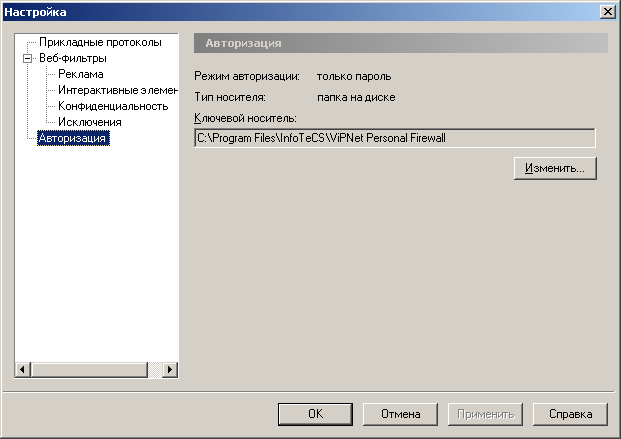 Настройка
Прикладные протоколы
Веб-фильтры
Реклама
Интерактивные элемен
Конфиденциальность
Исключения
Авторизация
Авторизация
Режим авторизации: только пароль
Тип носителя: папка на диске
Ключевой носитель:
C:\Program Files\InfoTeCS\ViPNet Personal Firewall
Изменить...
OK Отмена Применить Справка